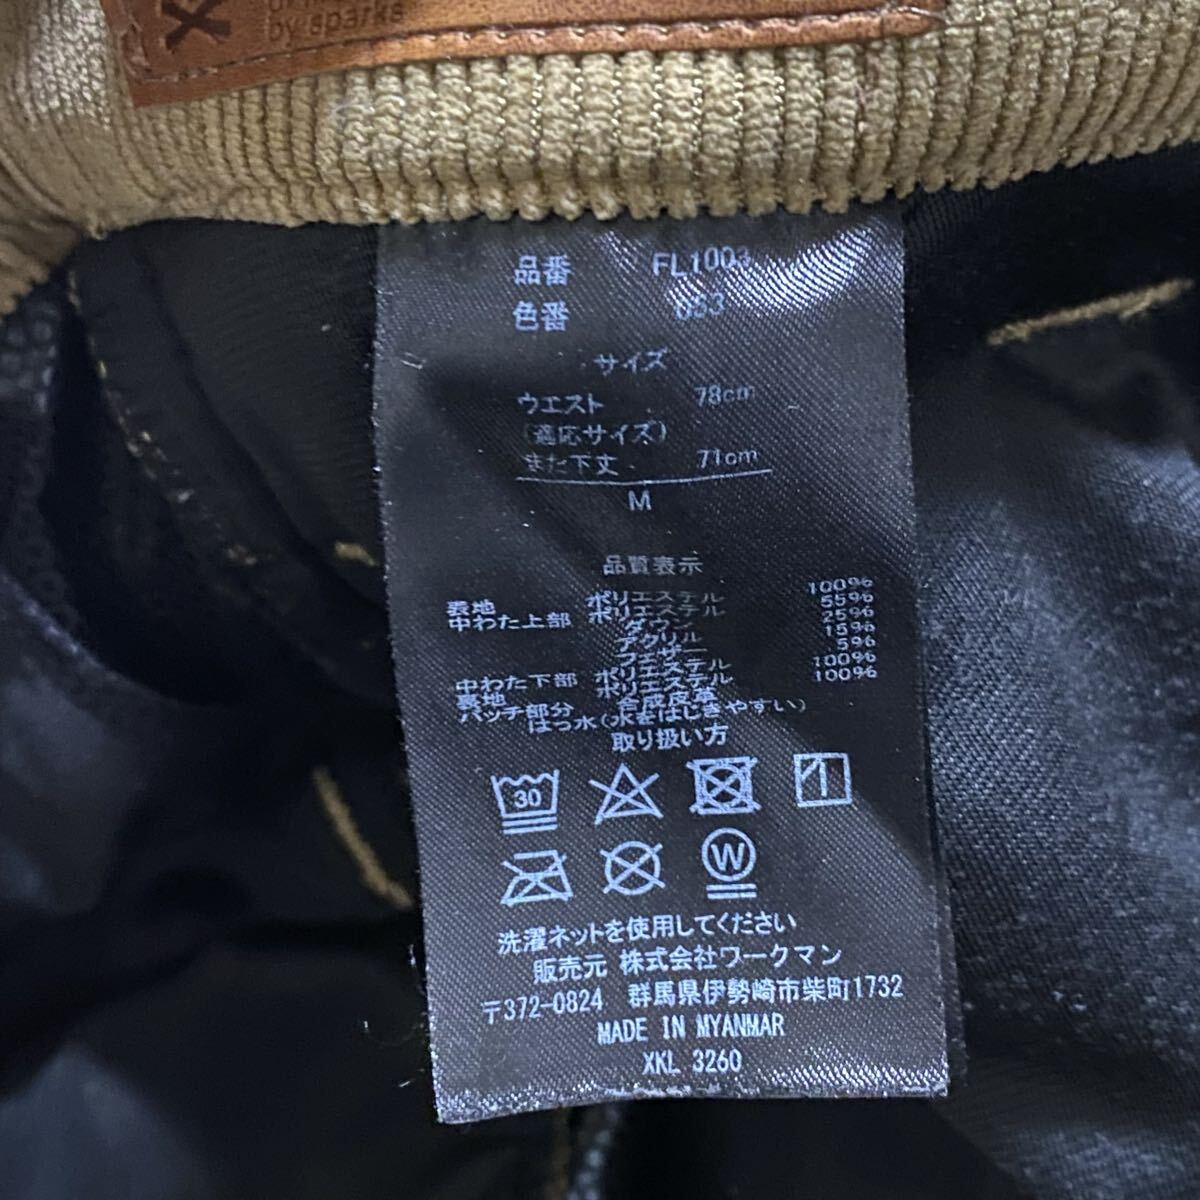 by sparks
品番 FL1003
色番 053
サイズ
ウエスト 78cm
(適応サイズ)
また下丈 71cm
M
品質表示
表地 ポリエステル 100%
中わた上部 ポリエステル 55%
ダウン 25%
アクリル 15%
フェザー 5%
中わた下部 ポリエステル 100%
裏地 ポリエステル 100%
パッチ部分 合成皮革
はっ水(水をはじきやすい)
取り扱い方
30
W
洗濯ネットを使用してください
販売元 株式会社ワークマン
〒372-0824 群馬県伊勢崎市柴町1732
MADE IN MYANMAR
XKL 3260